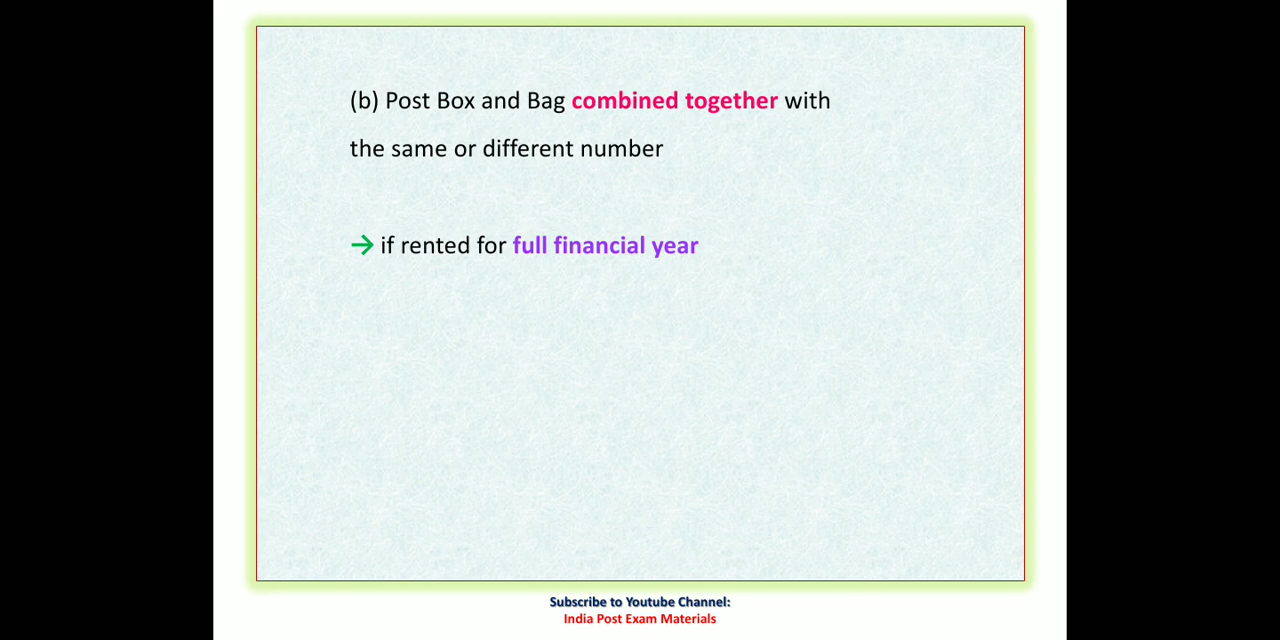 (b) Post Box and Bag combined together with
the same or different number
→ if rented for full financial year
Subscribe to Youtube Channel:
India Post Exam Materials